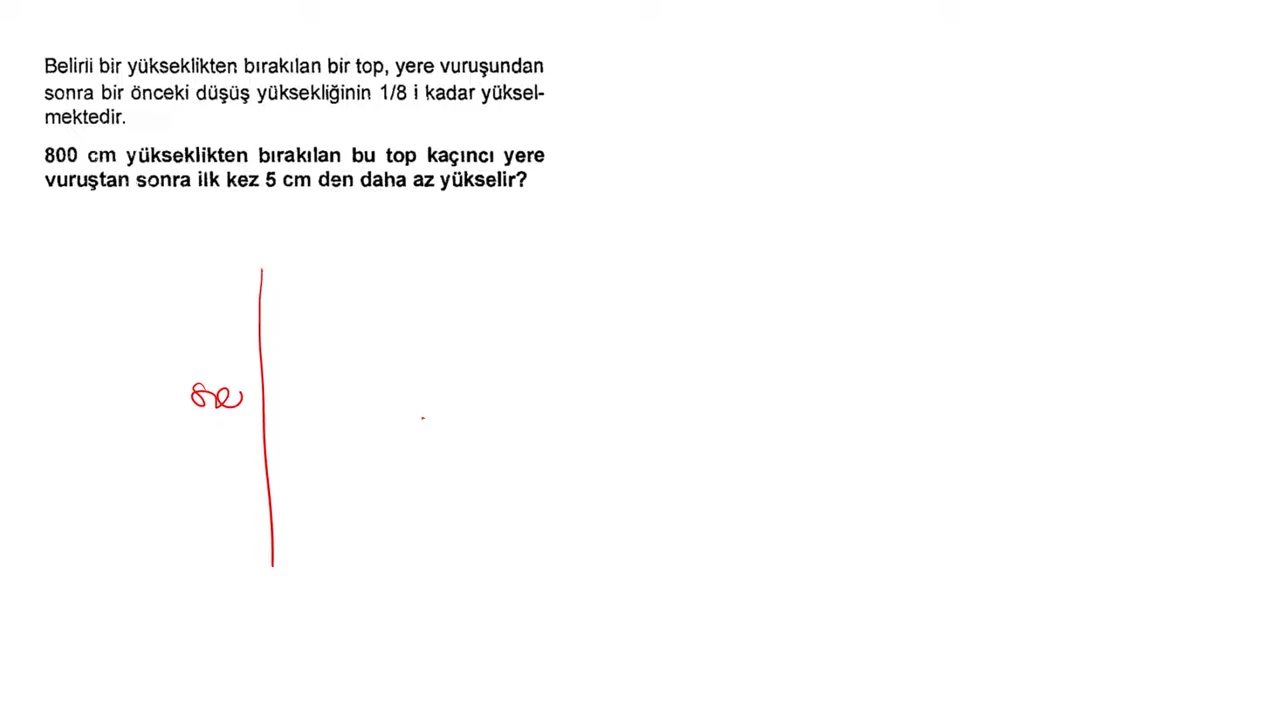 Belirli bir yükseklikten bırakılan bir top, yere vuruşundan
sonra bir önceki düşüş yüksekliğinin 1/8 i kadar yüksel-
mektedir.
800 cm yükseklikten bırakılan bu top kaçıncı yere
vuruştan sonra ilk kez 5 cm den daha az yükselir?